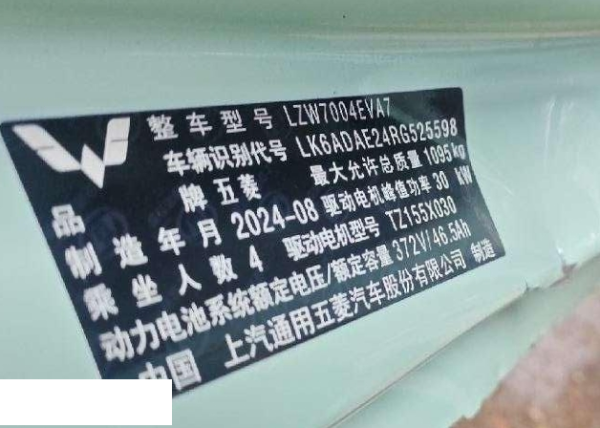 整车型号 LZW7004EVA7
车辆识别代号 LK6ADAE24RG525598
品牌 五菱 最大允许总质量 1095kg
制造年月 2024-08 驱动电机峰值功率 30 kW
乘坐人数 4 驱动电机型号 TZ155X030
动力电池系统额定电压/额定容量 372V/46.5Ah
中国 上汽通用五菱汽车股份有限公司 制造